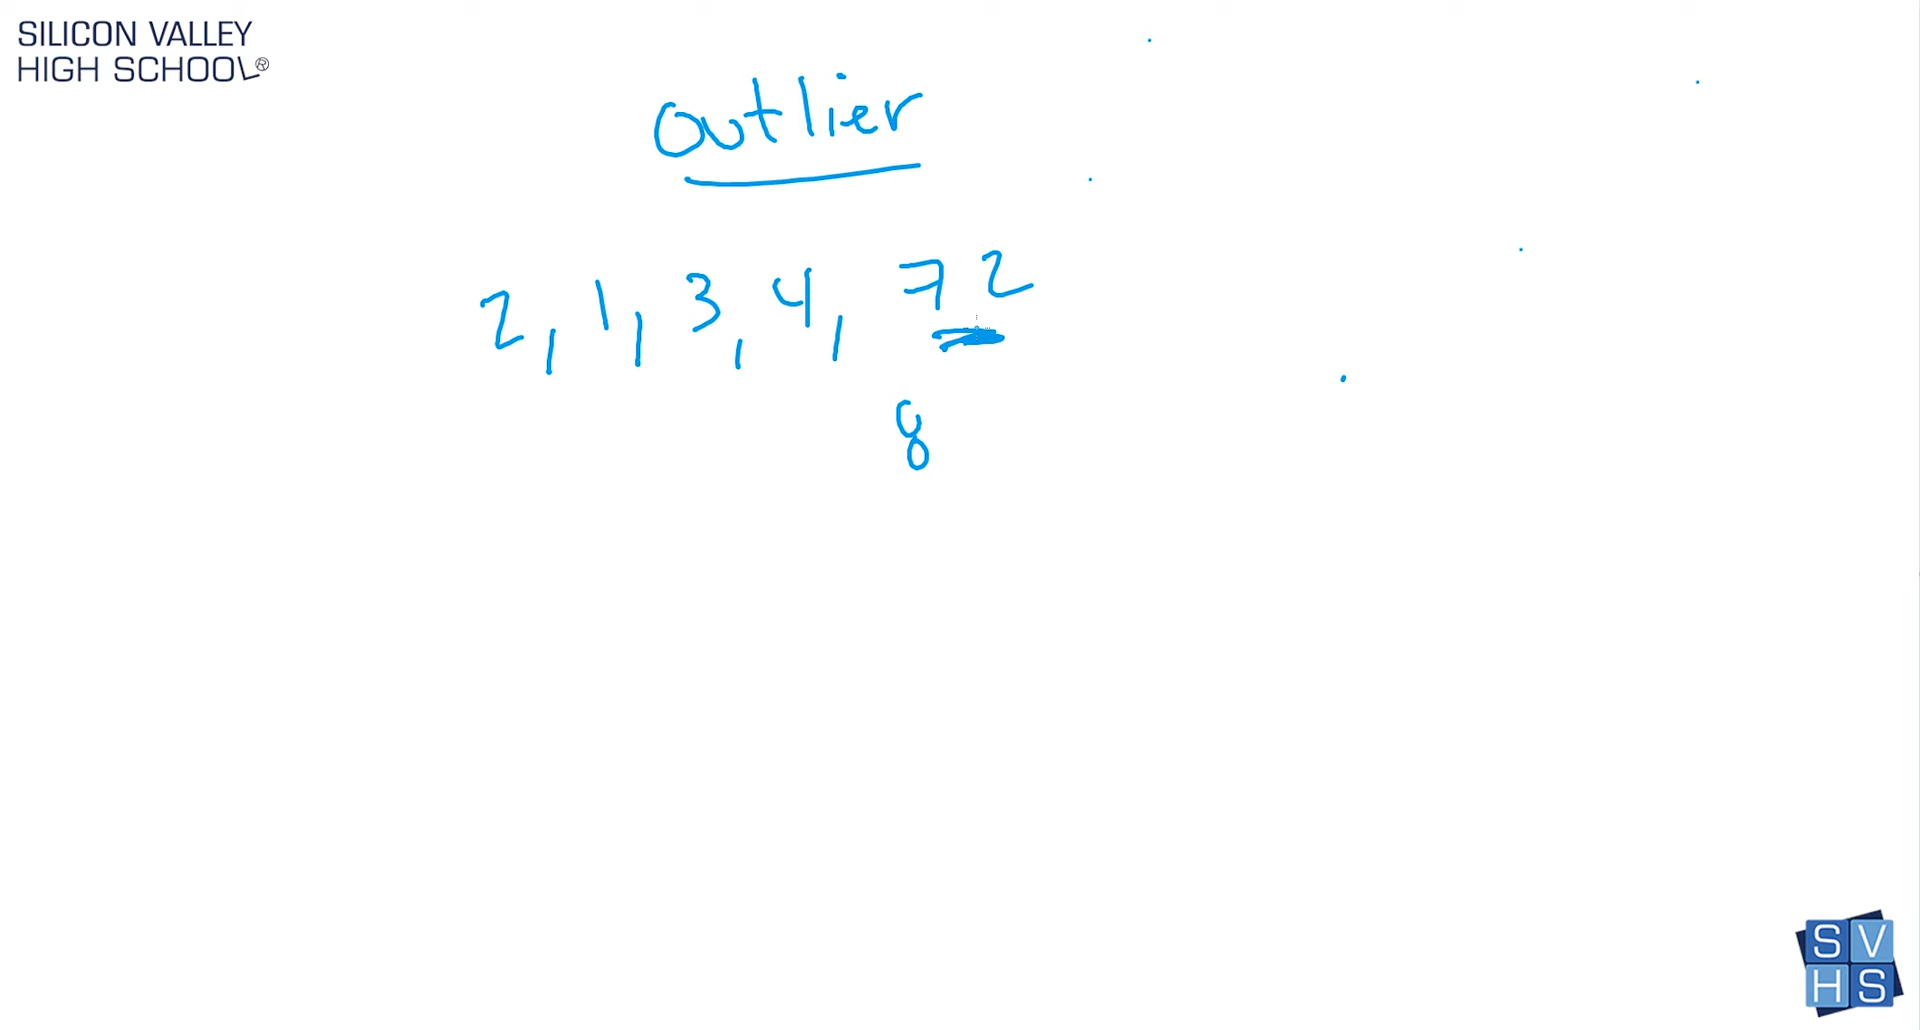 SILICON VALLEY
HIGH SCHOOL®
Outlier
2, 1, 3, 4, 72
8
SV
HS